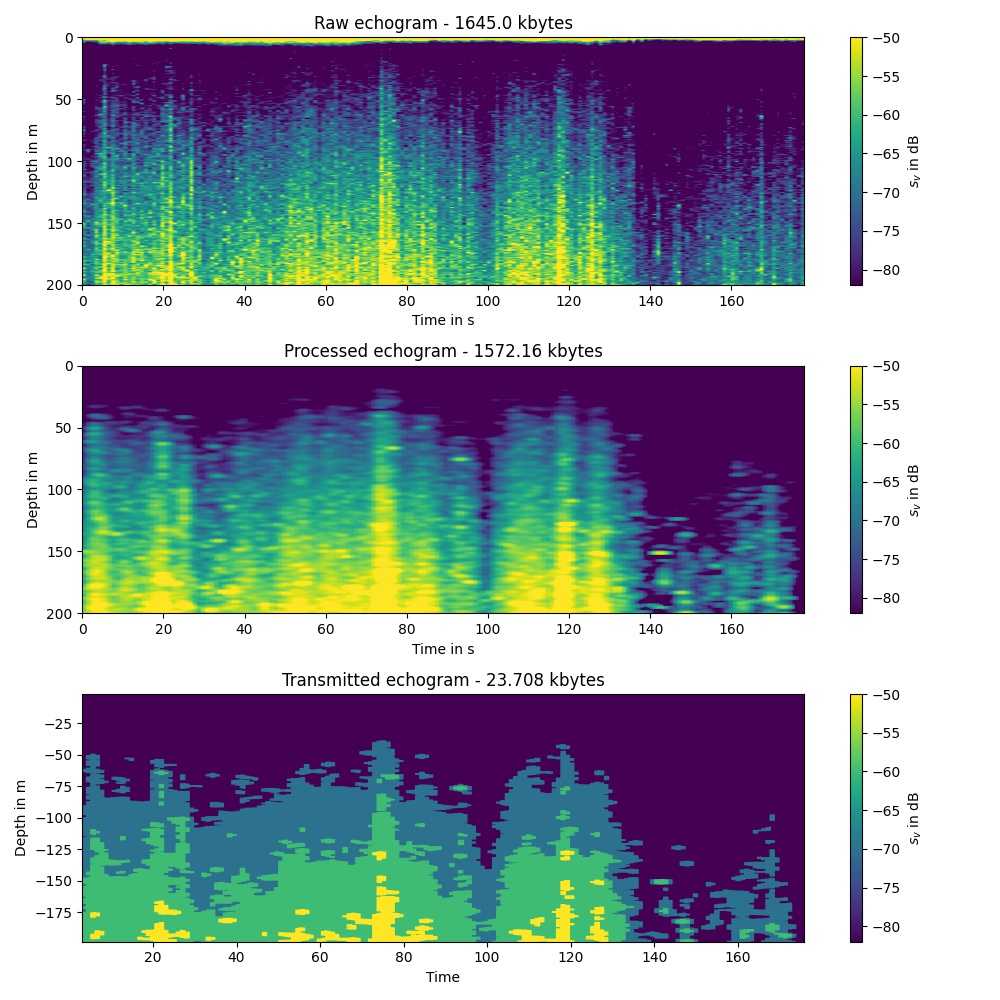 Raw echogram - 1645.0 kbytes
0
50
100
150
200
Depth in m
0 20 40 60 80 100 120 140 160
Time in s
−50
−55
−60
−65
−70
−75
−80
sv in dB
Processed echogram - 1572.16 kbytes
0
50
100
150
200
Depth in m
0 20 40 60 80 100 120 140 160
Time in s
−50
−55
−60
−65
−70
−75
−80
sv in dB
Transmitted echogram - 23.708 kbytes
−25
−50
−75
−100
−125
−150
−175
Depth in m
20 40 60 80 100 120 140 160
Time
−50
−55
−60
−65
−70
−75
−80
sv in dB